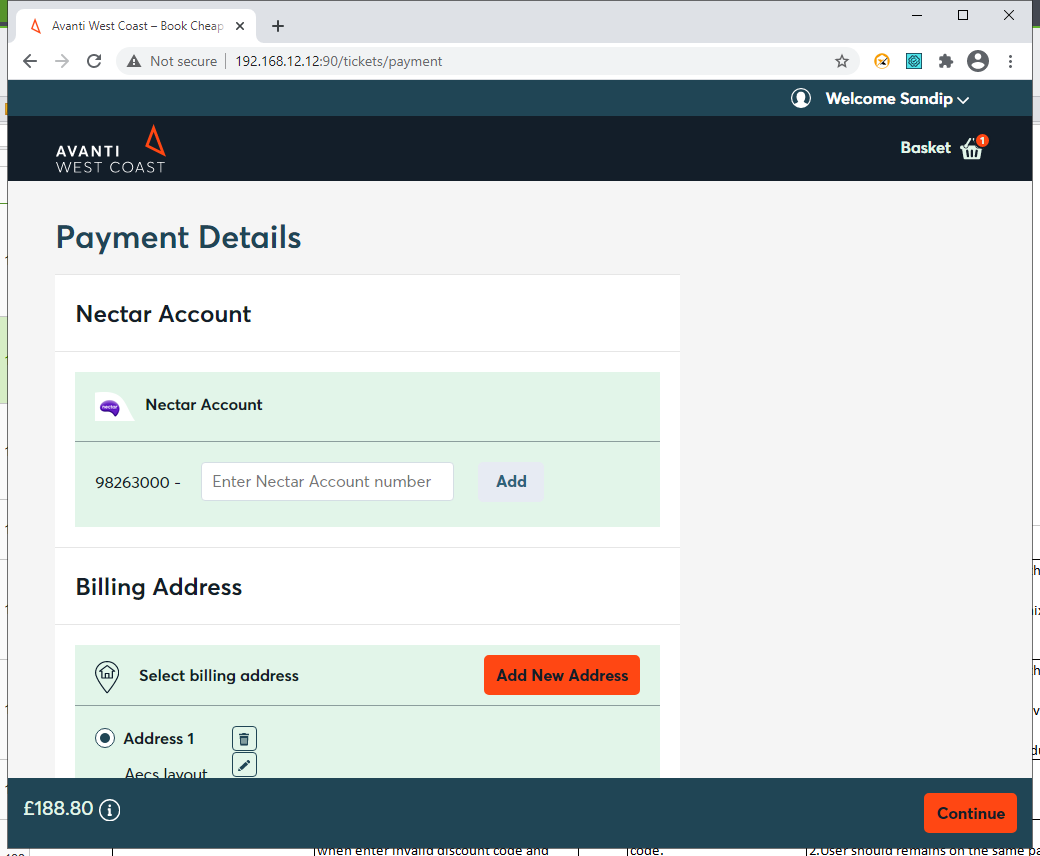 Avanti West Coast – Book Cheap
Not secure
192.168.12.12:90/tickets/payment
Welcome Sandip
AVANTI
WEST COAST
Basket
1
Payment Details
Nectar Account
nectar
Nectar Account
98263000 -
Enter Nectar Account number
Add
Billing Address
Select billing address
Add New Address
Address 1
Aecs layout
£188.80
Continue
when enter invalid discount code and
code.
2.User should remains on the same pa